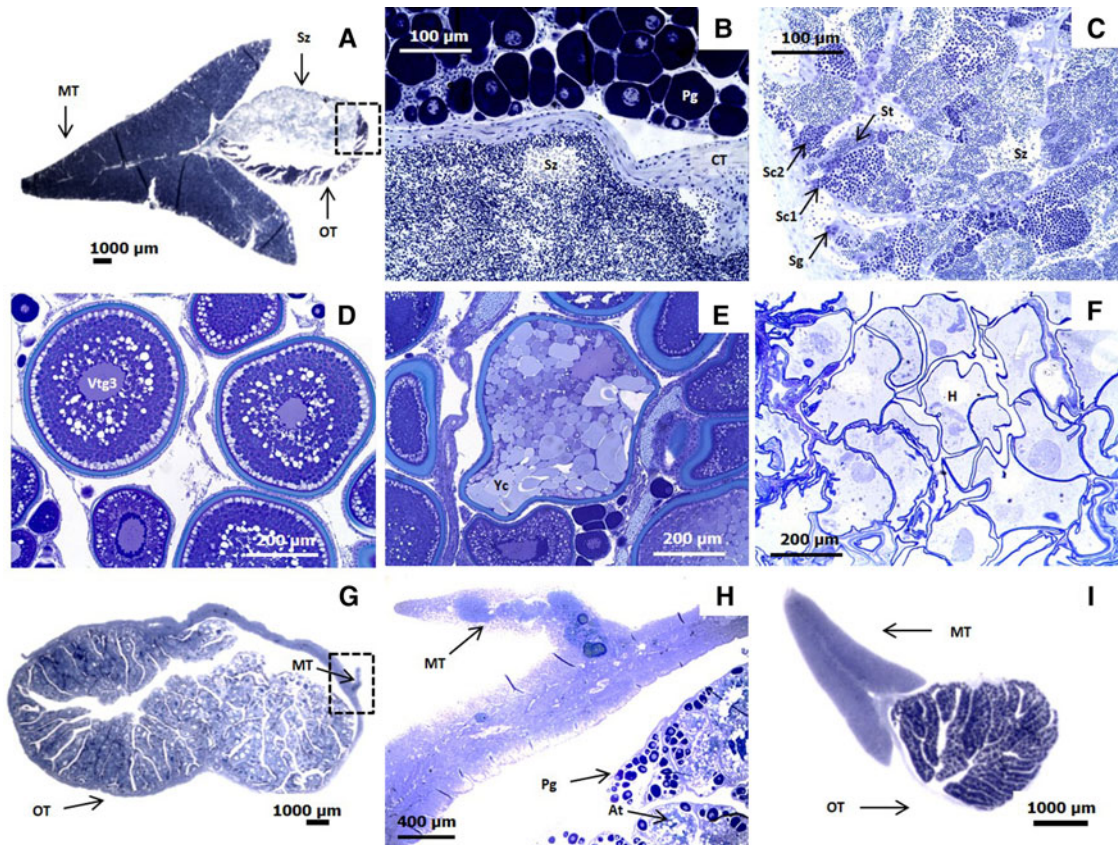 A
Sz
MT
OT
1000 µm
B
100 µm
Pg
Sz
CT
C
100 µm
St
Sz
Sc2
Sc1
Sg
D
Vtg3
200 µm
E
Yc
200 µm
F
H
200 µm
G
MT
OT
1000 µm
H
MT
Pg
At
400 µm
I
MT
OT
1000 µm